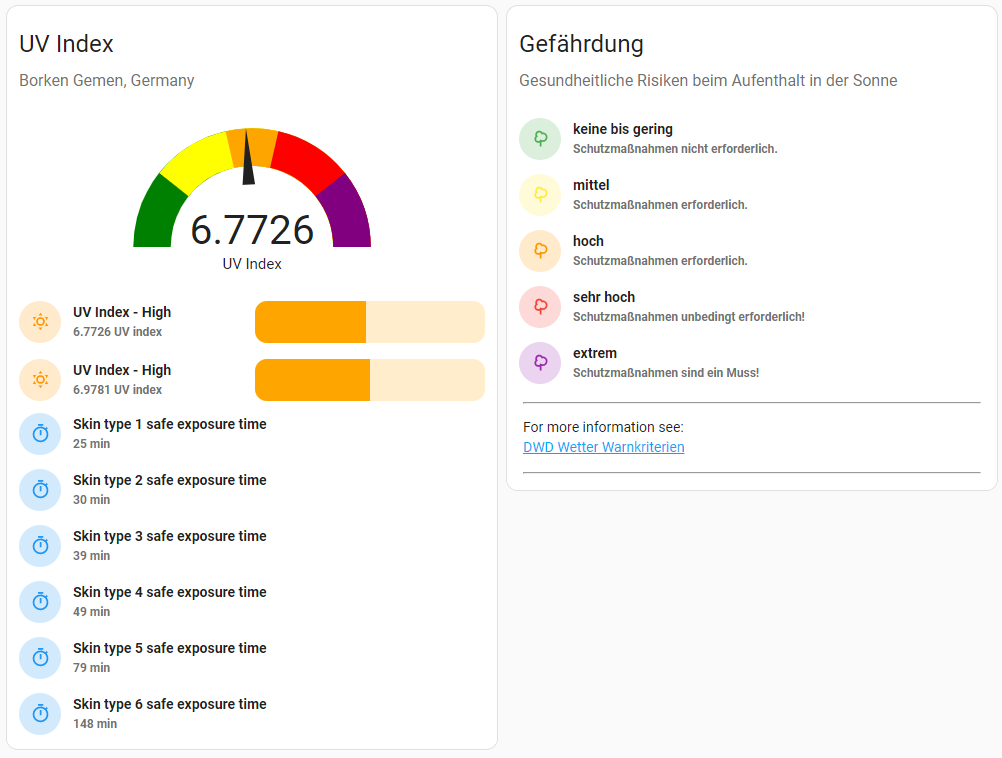 UV Index
Borken Gemen, Germany
6.7726
UV Index
UV Index - High
6.7726 UV index
UV Index - High
6.9781 UV index
Skin type 1 safe exposure time
25 min
Skin type 2 safe exposure time
30 min
Skin type 3 safe exposure time
39 min
Skin type 4 safe exposure time
49 min
Skin type 5 safe exposure time
79 min
Skin type 6 safe exposure time
148 min
Gefährdung
Gesundheitliche Risiken beim Aufenthalt in der Sonne
keine bis gering
Schutzmaßnahmen nicht erforderlich.
mittel
Schutzmaßnahmen erforderlich.
hoch
Schutzmaßnahmen erforderlich.
sehr hoch
Schutzmaßnahmen unbedingt erforderlich!
extrem
Schutzmaßnahmen sind ein Muss!
For more information see:
DWD Wetter Warnkriterien